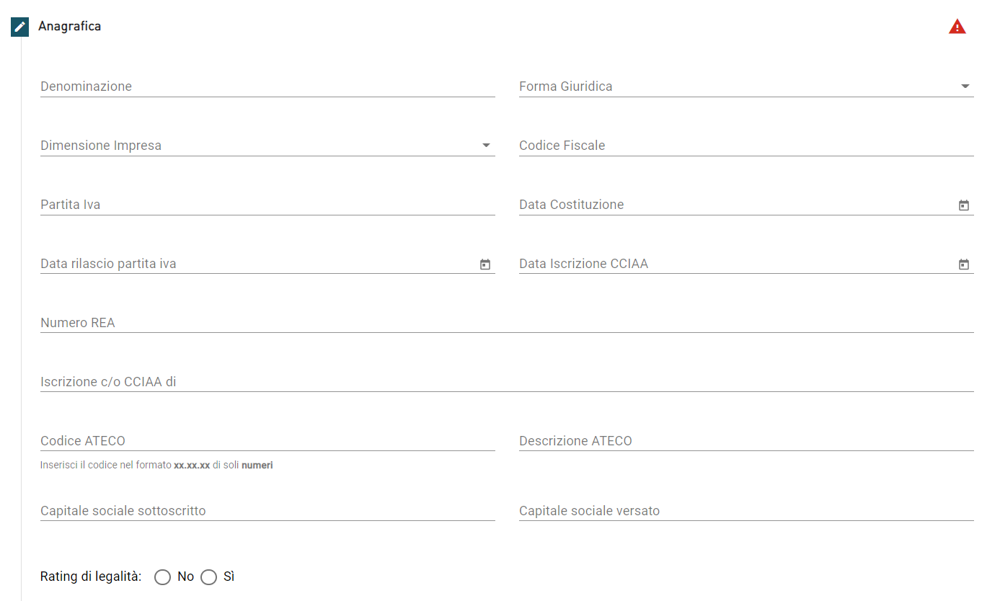 Anagrafica
Denominazione
Forma Giuridica
Dimensione Impresa
Codice Fiscale
Partita Iva
Data Costituzione
Data rilascio partita iva
Data Iscrizione CCIAA
Numero REA
Iscrizione c/o CCIAA di
Codice ATECO
Descrizione ATECO
Inserisci il codice nel formato xx.xx.xx di soli numeri
Capitale sociale sottoscritto
Capitale sociale versato
Rating di legalità: No Sì